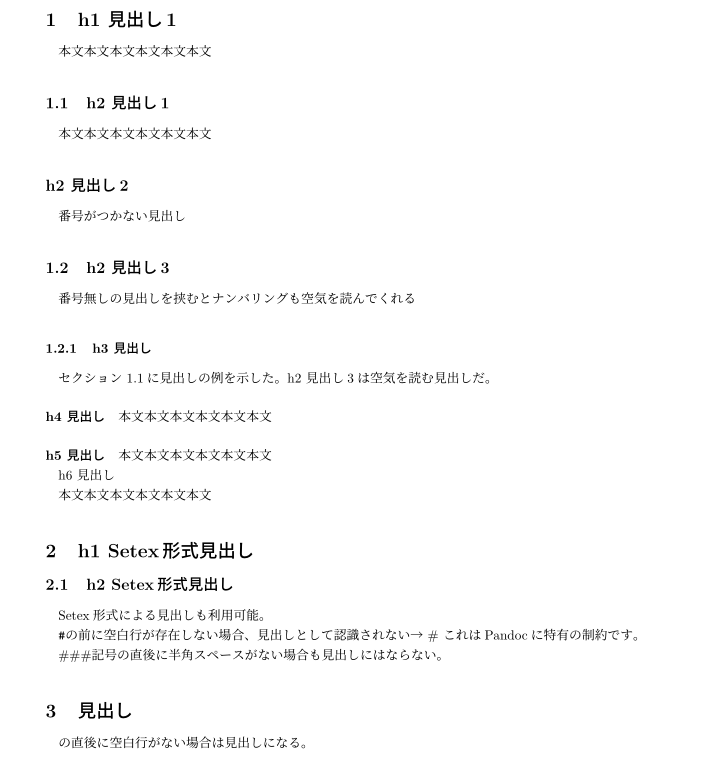 1 h1 見出し1
本文本文本文本文本文本文
1.1 h2 見出し1
本文本文本文本文本文本文
h2 見出し2
番号がつかない見出し
1.2 h2 見出し3
番号無しの見出しを挟むとナンバリングも空気を読んでくれる
1.2.1 h3 見出し
セクション 1.1 に見出しの例を示した。h2 見出し3は空気を読む見出しだ。
h4 見出し 本文本文本文本文本文本文
h5 見出し 本文本文本文本文本文本文
h6 見出し
本文本文本文本文本文本文
2 h1 Setex 形式見出し
2.1 h2 Setex 形式見出し
Setex 形式による見出しも利用可能。
#の前に空白行が存在しない場合、見出しとして認識されない→ # これは Pandoc に特有の制約です。
###記号の直後に半角スペースがない場合も見出しにはならない。
3 見出し
の直後に空白行がない場合は見出しになる。